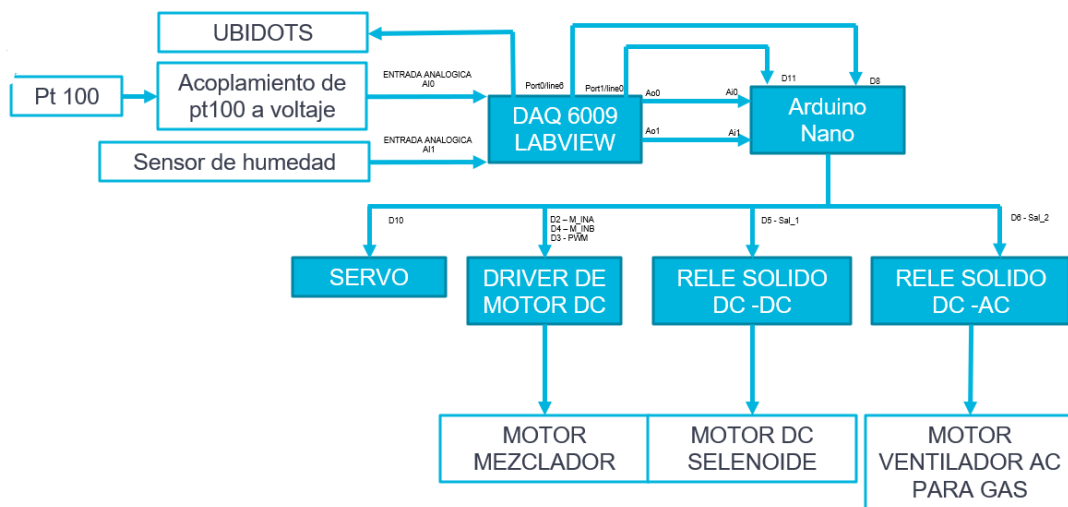 UBIDOTS
Pt 100
Acoplamiento de
pt100 a voltaje
Sensor de humedad
ENTRADA ANALOGICA
AI0
ENTRADA ANALOGICA
AI1
Port0/line6
Port1/line0
DAQ 6009
LABVIEW
Ao0
Ai0
Ao1
Ai1
D11
D8
Arduino
Nano
D10
D2 – M_INA
D4 – M_INB
D3 - PWM
D5 - Sal_1
D6 - Sal_2
SERVO
DRIVER DE
MOTOR DC
RELE SOLIDO
DC -DC
RELE SOLIDO
DC -AC
MOTOR
MEZCLADOR
MOTOR DC
SELENOIDE
MOTOR
VENTILADOR AC
PARA GAS